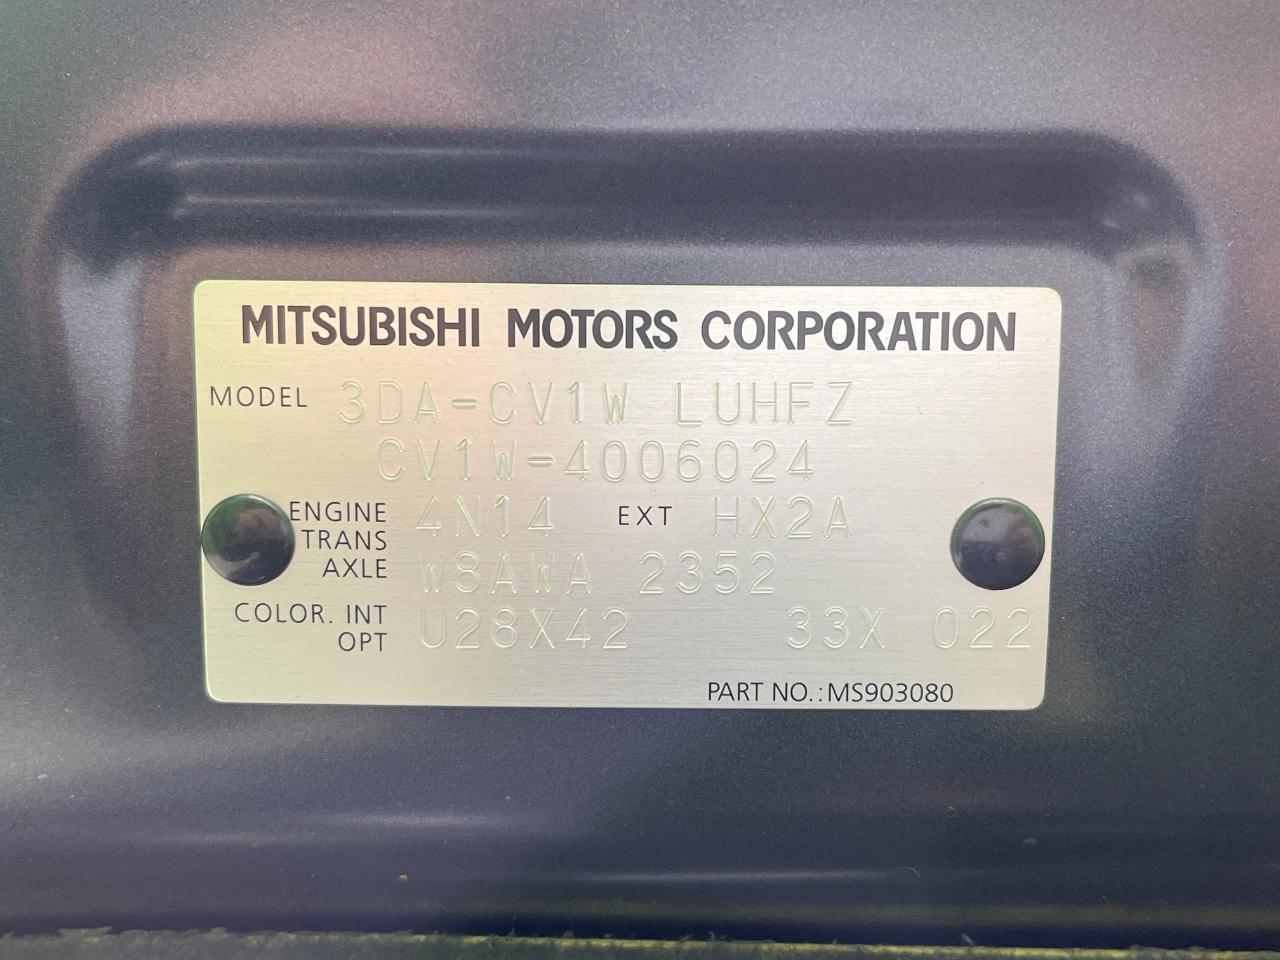 MITSUBISHI MOTORS CORPORATION
MODEL 3DA-CV1W LUHFZ
CV1W-4006024
ENGINE 4N14 EXT HX2A
TRANS
AXLE W8AWA 2352
COLOR. INT
OPT U28X42 33X 022
PART NO.:MS903080